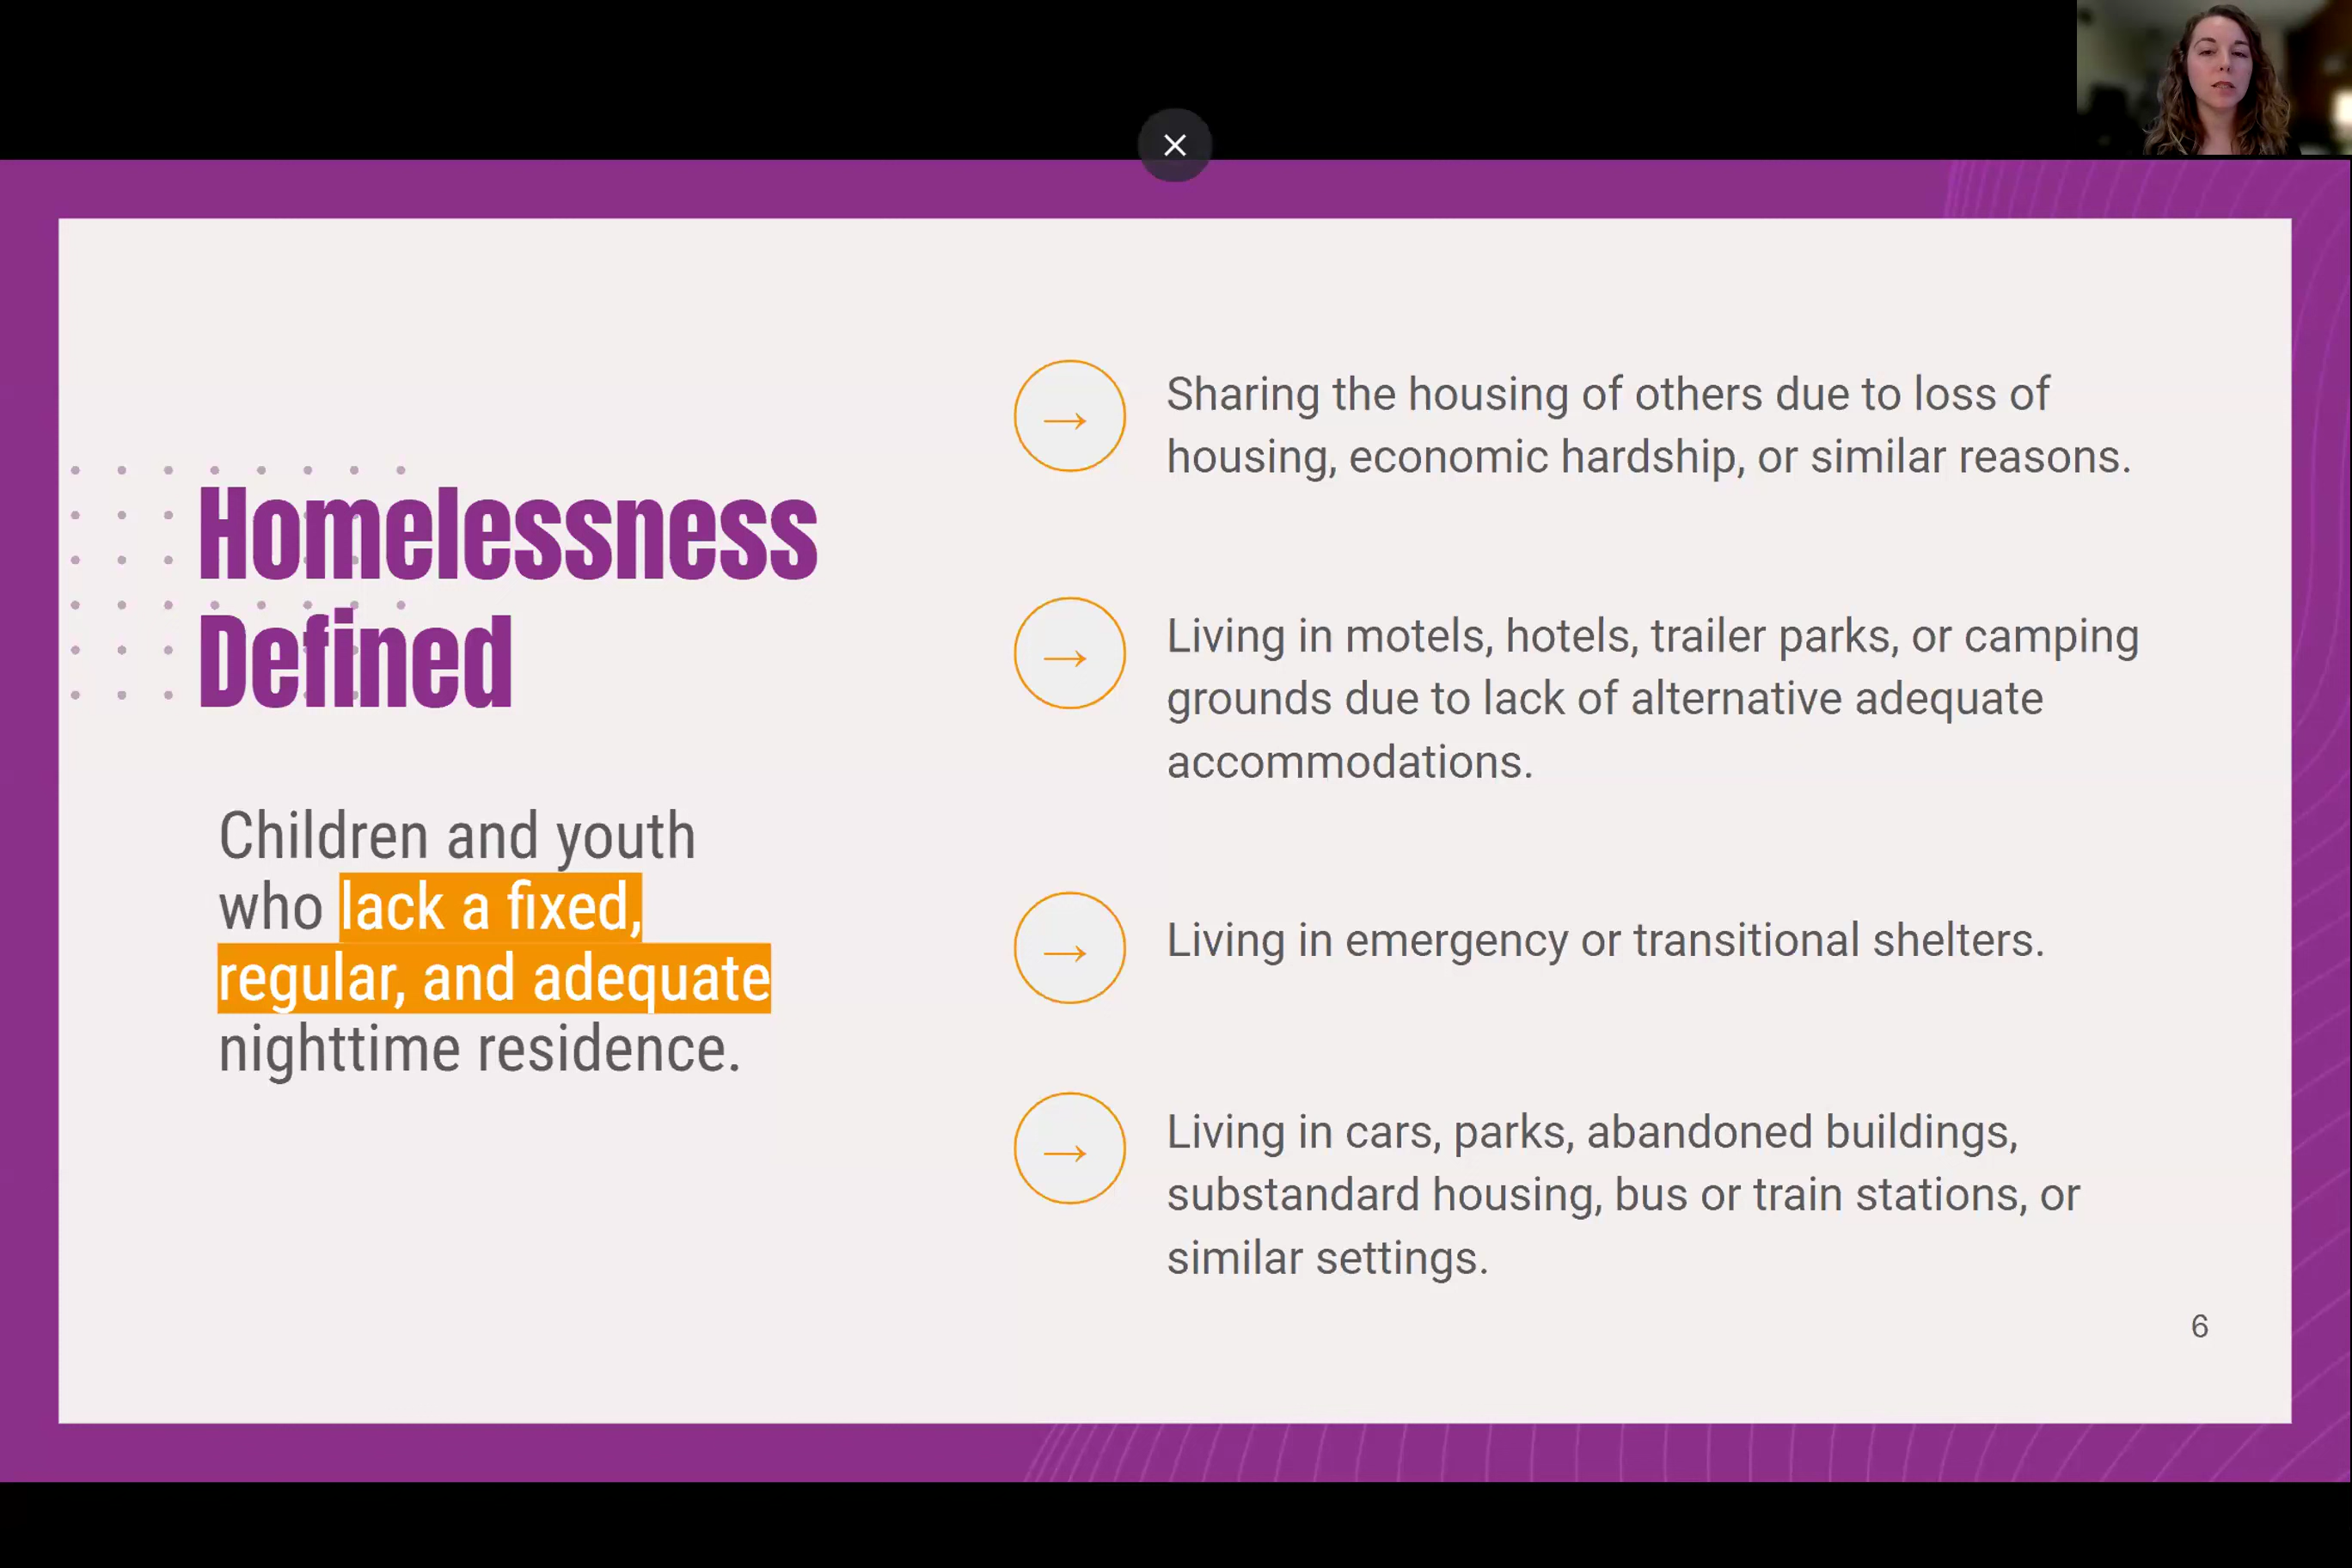 Homelessness
Defined
Children and youth
who lack a fixed,
regular, and adequate
nighttime residence.
→ Sharing the housing of others due to loss of
housing, economic hardship, or similar reasons.
→ Living in motels, hotels, trailer parks, or camping
grounds due to lack of alternative adequate
accommodations.
→ Living in emergency or transitional shelters.
→ Living in cars, parks, abandoned buildings,
substandard housing, bus or train stations, or
similar settings.
6